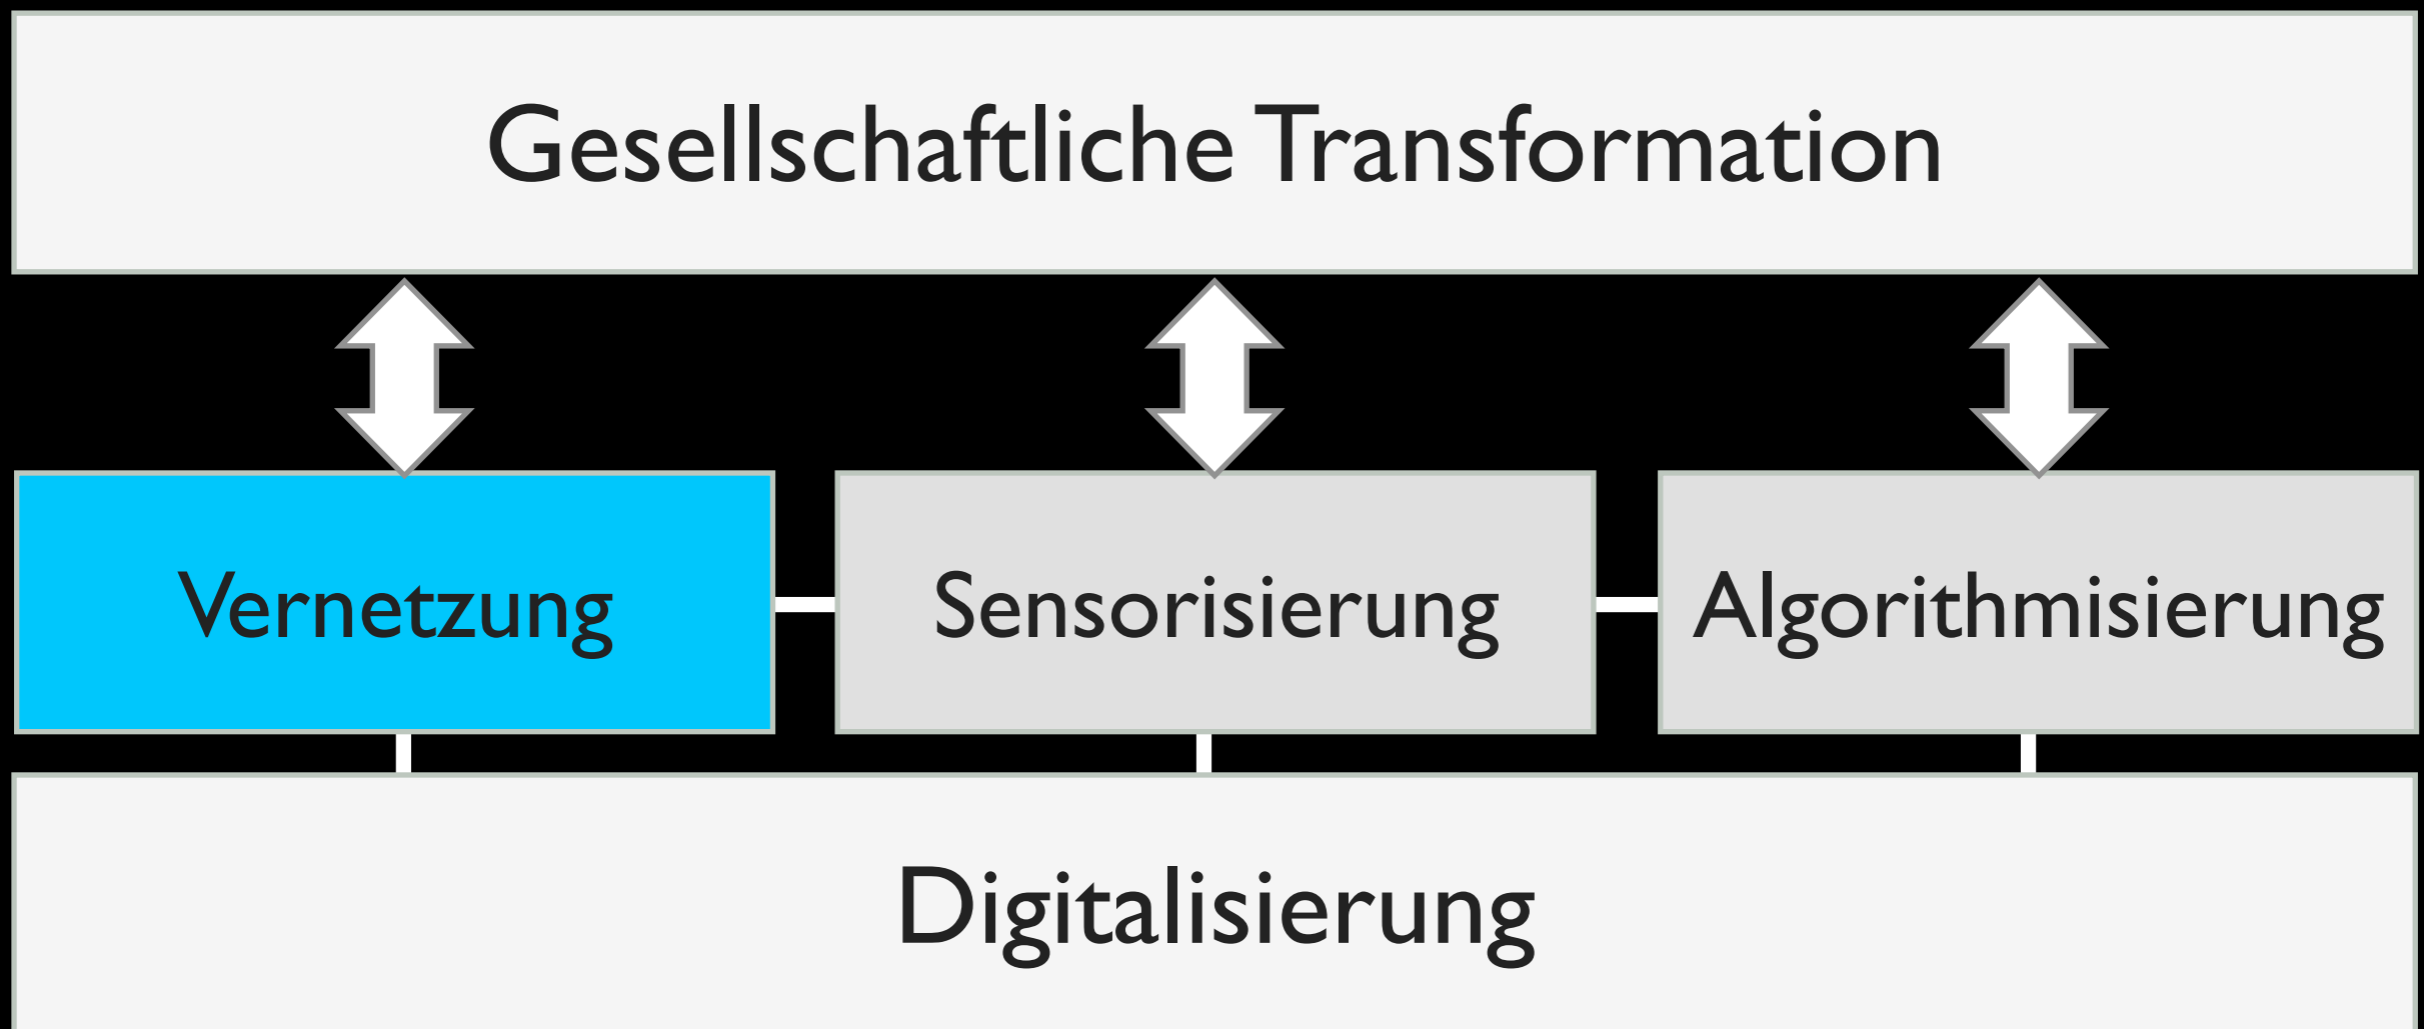 Gesellschaftliche Transformation
Vernetzung
Sensorisierung
Algorithmisierung
Digitalisierung